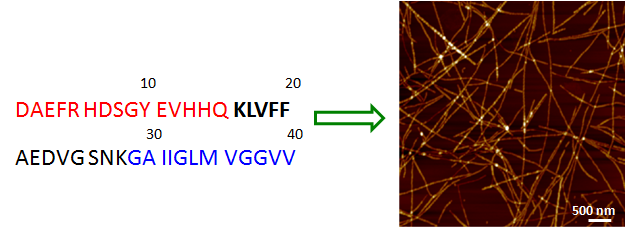 10 20
DAEFR HDSGY EVHHQ KLVFF
30 40
AEDVG SNKGA IIGLM VGGVV
500 nm